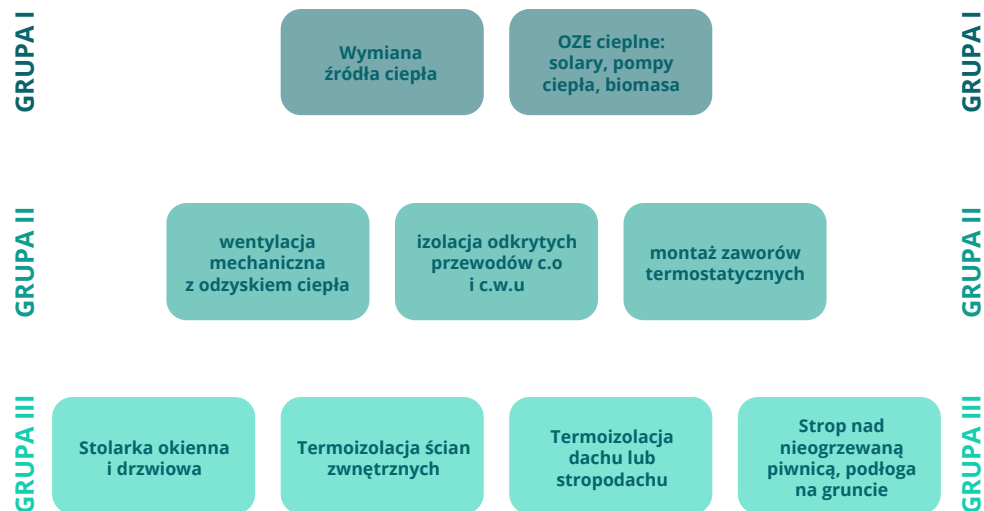 GRUPA I
Wymiana
źródła ciepła
OZE cieplne:
solary, pompy
ciepła, biomasa
GRUPA I
GRUPA II
wentylacja
mechaniczna
z odzyskiem ciepła
izolacja odkrytych
przewodów c.o
i c.w.u
montaż zaworów
termostatycznych
GRUPA II
GRUPA III
Stolarka okienna
i drzwiowa
Termoizolacja ścian
zwnętrznych
Termoizolacja
dachu lub
stropodachu
Strop nad
nieogrzewaną
piwnicą, podłoga
na gruncie
GRUPA III